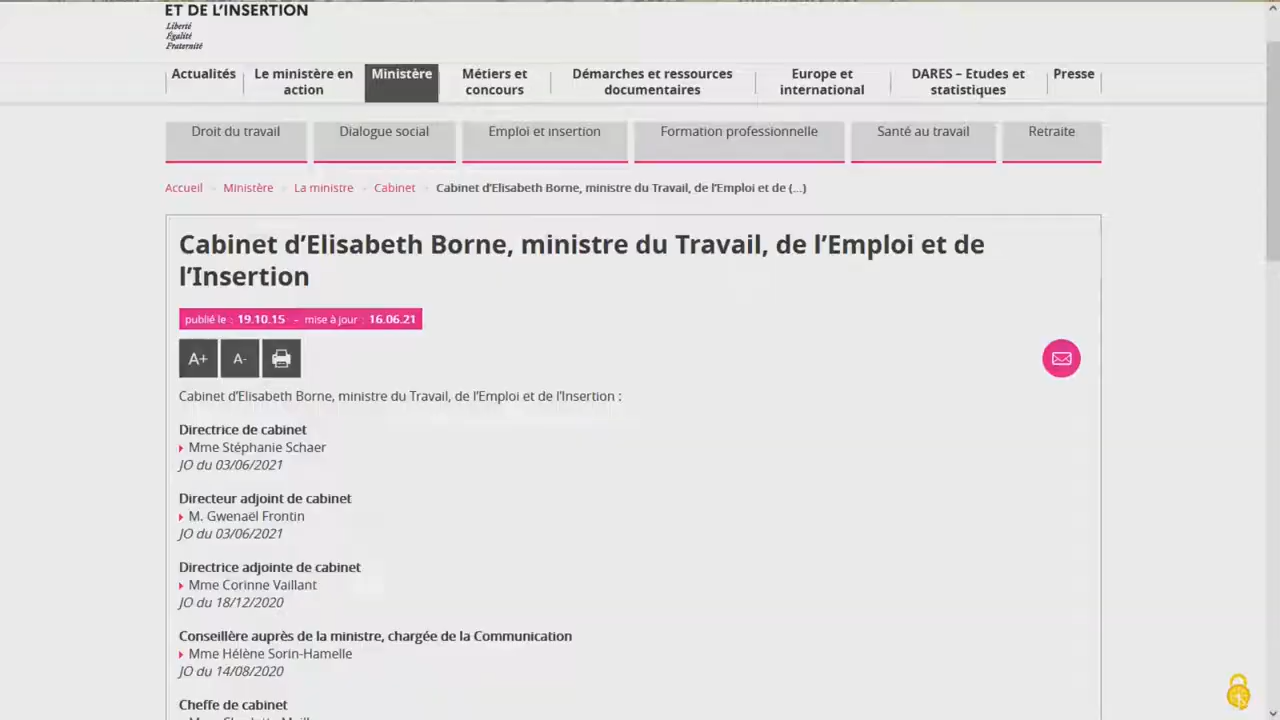 ET DE L’INSERTION
Liberté
Égalité
Fraternité
Actualités
Le ministère en action
Ministère
Métiers et concours
Démarches et ressources documentaires
Europe et international
DARES – Etudes et statistiques
Presse
Droit du travail
Dialogue social
Emploi et insertion
Formation professionnelle
Santé au travail
Retraite
Accueil Ministère La ministre Cabinet Cabinet d’Elisabeth Borne, ministre du Travail, de l’Emploi et de (...)
Cabinet d’Elisabeth Borne, ministre du Travail, de l’Emploi et de
l’Insertion
publié le : 19.10.15 - mise à jour : 16.06.21
A+ A-
Cabinet d’Elisabeth Borne, ministre du Travail, de l’Emploi et de l’Insertion :
Directrice de cabinet
Mme Stéphanie Schaer
JO du 03/06/2021
Directeur adjoint de cabinet
M. Gwenaël Frontin
JO du 03/06/2021
Directrice adjointe de cabinet
Mme Corinne Vaillant
JO du 18/12/2020
Conseillère auprès de la ministre, chargée de la Communication
Mme Hélène Sorin-Hamelle
JO du 14/08/2020
Cheffe de cabinet